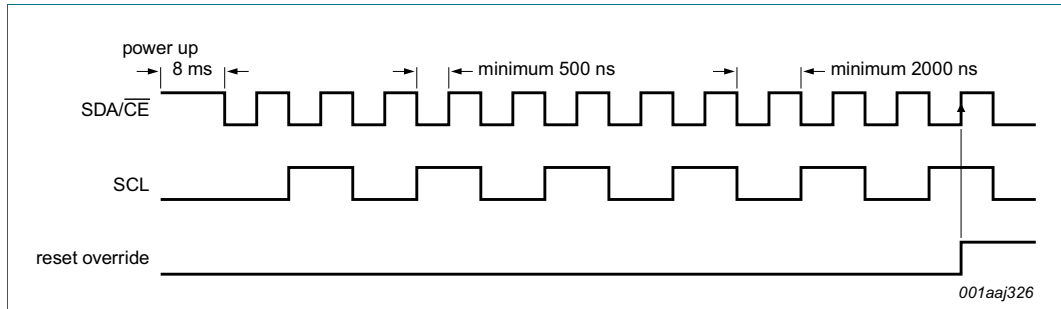 power up
8 ms
minimum 500 ns
minimum 2000 ns
SDA/CE
SCL
reset override
001aaj326